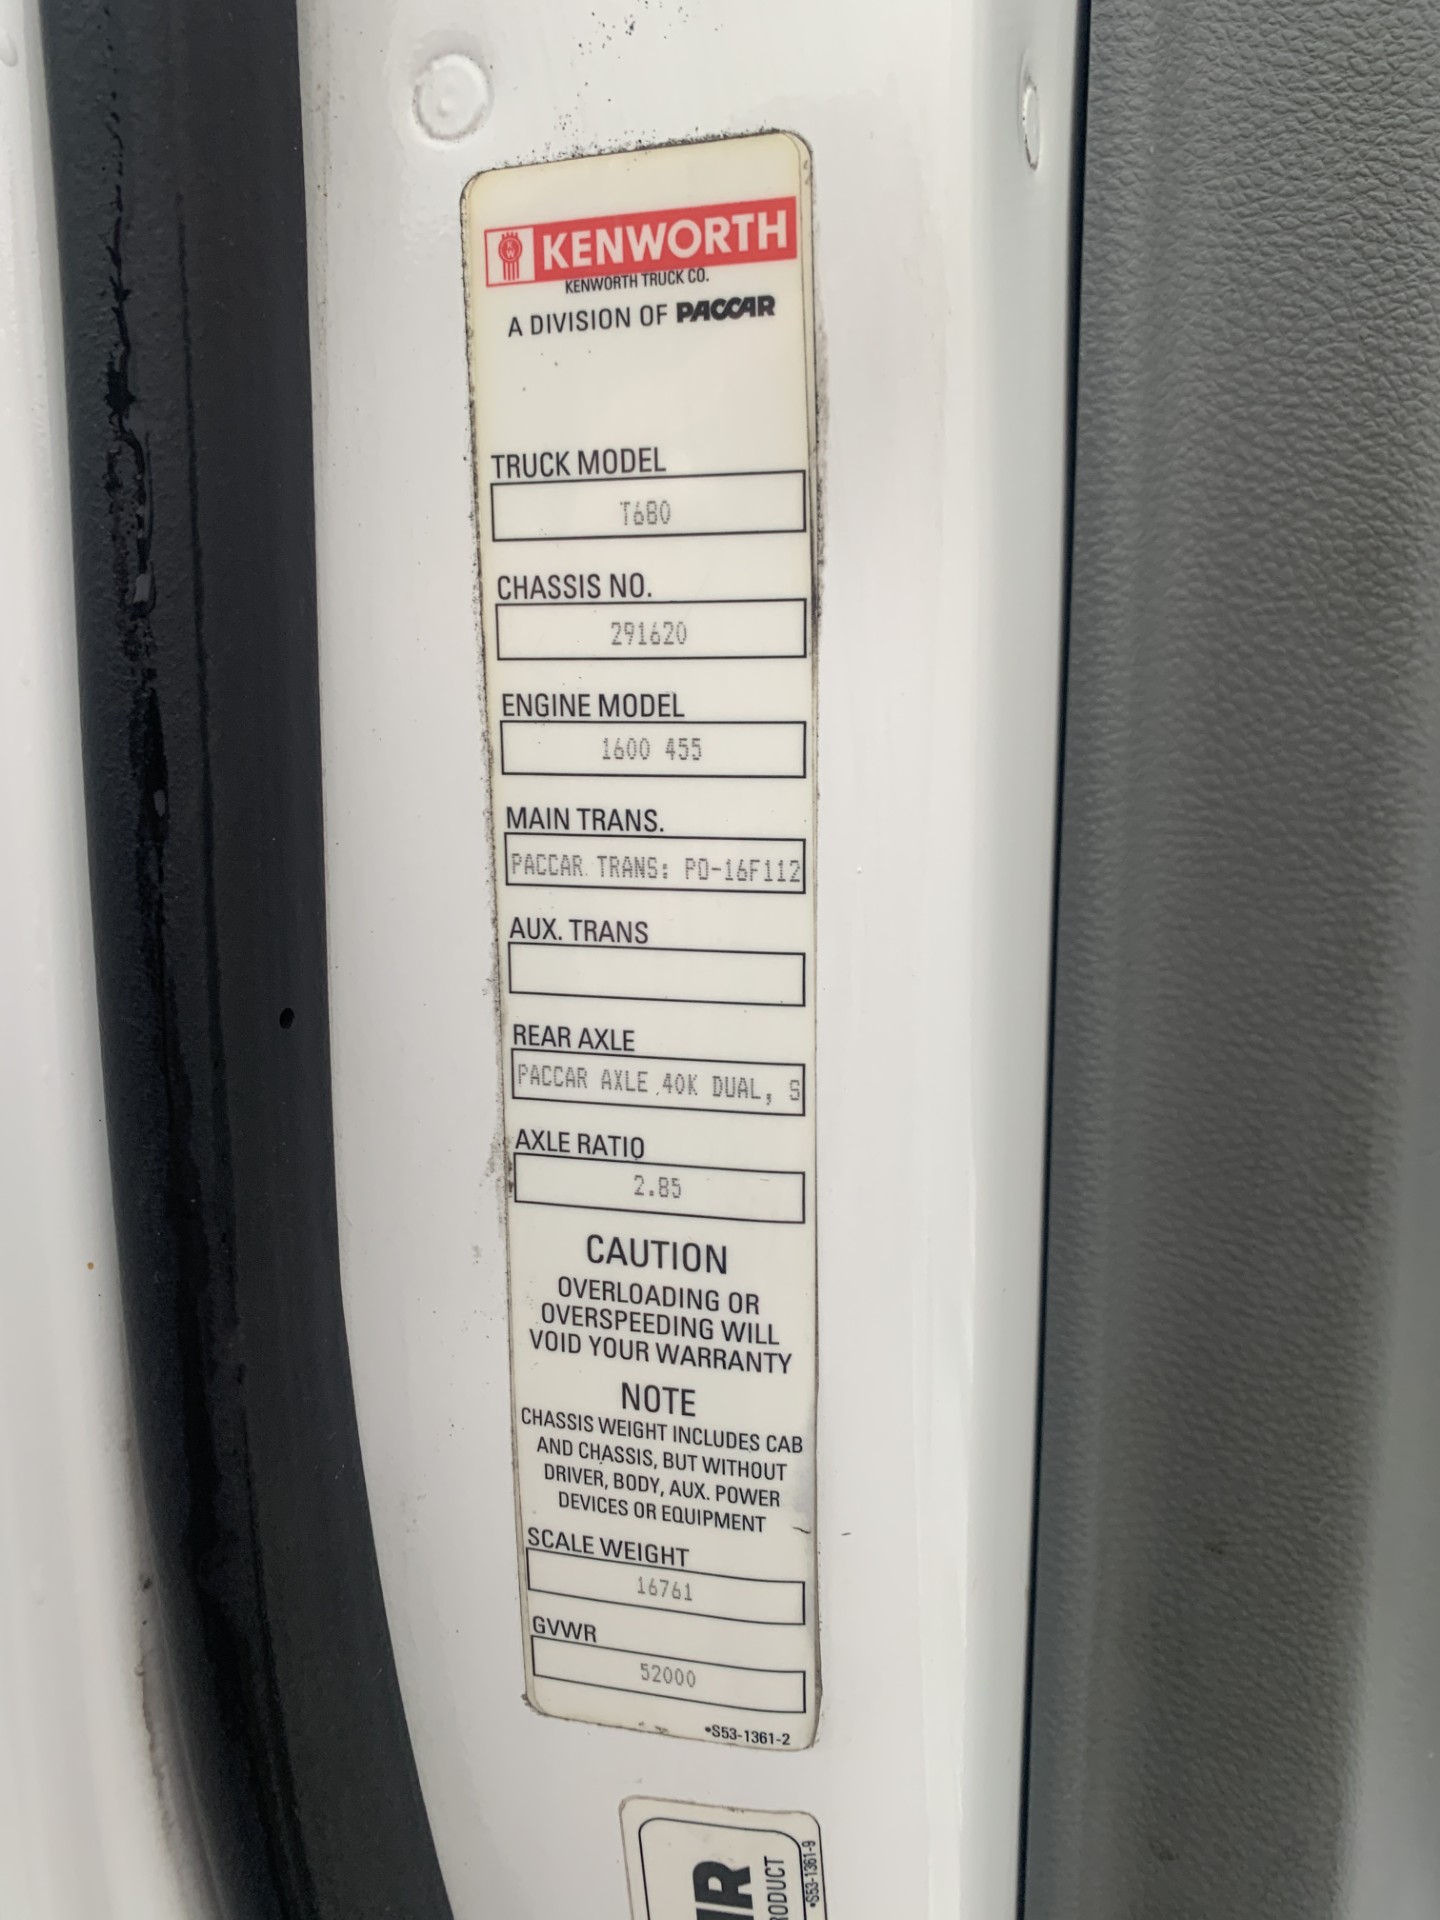 KW KENWORTH
KENWORTH TRUCK CO.
A DIVISION OF PACCAR
TRUCK MODEL
T680
CHASSIS NO.
291620
ENGINE MODEL
1600 455
MAIN TRANS.
PACCAR TRANS: PO-16F112
AUX. TRANS
REAR AXLE
PACCAR AXLE 40K DUAL, S
AXLE RATIO
2.85
CAUTION
OVERLOADING OR
OVERSPEEDING WILL
VOID YOUR WARRANTY
NOTE
CHASSIS WEIGHT INCLUDES CAB
AND CHASSIS, BUT WITHOUT
DRIVER, BODY, AUX. POWER
DEVICES OR EQUIPMENT
SCALE WEIGHT
16761
GVWR
52000
•S53-1361-2
•S53-1361-9